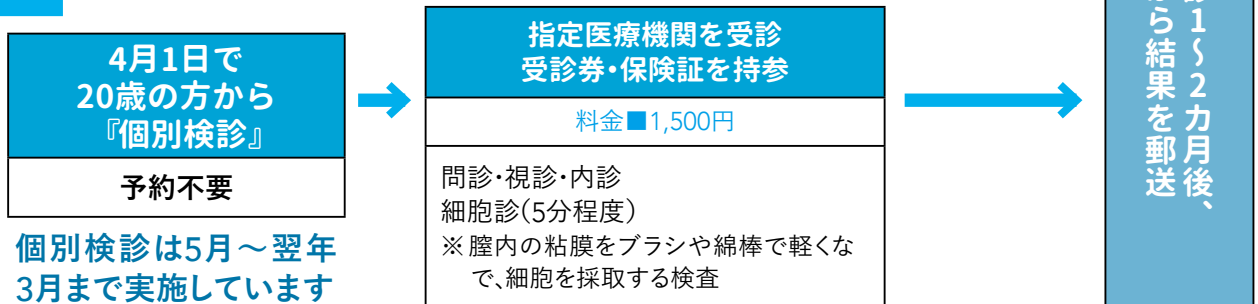 4月1日で
20歳の方から
『個別検診』
予約不要
個別検診は5月～翌年
3月まで実施しています
指定医療機関を受診
受診券・保険証を持参
料金■1,500円
問診・視診・内診
細胞診(5分程度)
※膣内の粘膜をブラシや綿棒で軽くな
で、細胞を採取する検査
1～2カ月後、
ら結果を郵送